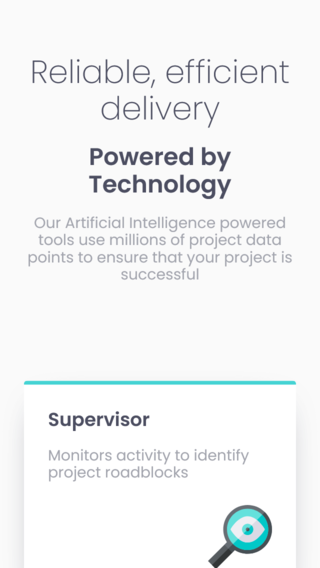 Reliable, efficient
delivery
Powered by
Technology
Our Artificial Intelligence powered
tools use millions of project data
points to ensure that your project is
successful
Supervisor
Monitors activity to identify
project roadblocks